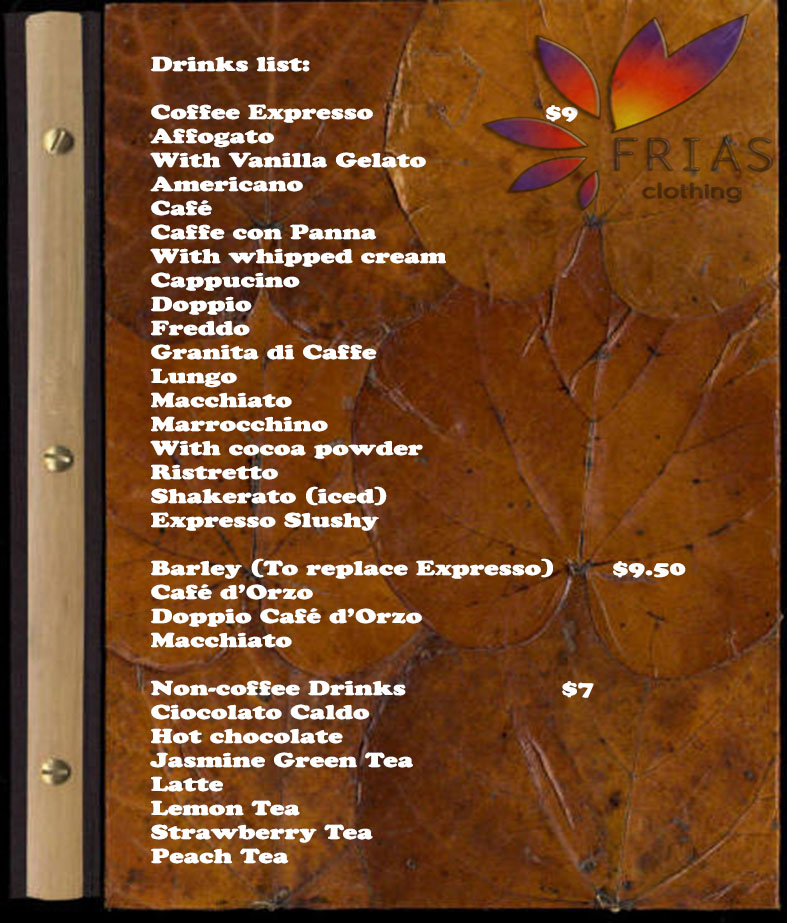 Drinks list:
Coffee Expresso $9
Affogato
With Vanilla Gelato
Americano
Café
Caffe con Panna
With whipped cream
Cappucino
Doppio
Freddo
Granita di Caffe
Lungo
Macchiato
Marrocchino
With cocoa powder
Ristretto
Shakerato (iced)
Expresso Slushy
Barley (To replace Expresso) $9.50
Café d’Orzo
Doppio Café d’Orzo
Macchiato
Non-coffee Drinks $7
Ciocolato Caldo
Hot chocolate
Jasmine Green Tea
Latte
Lemon Tea
Strawberry Tea
Peach Tea
FRIAS
clothing